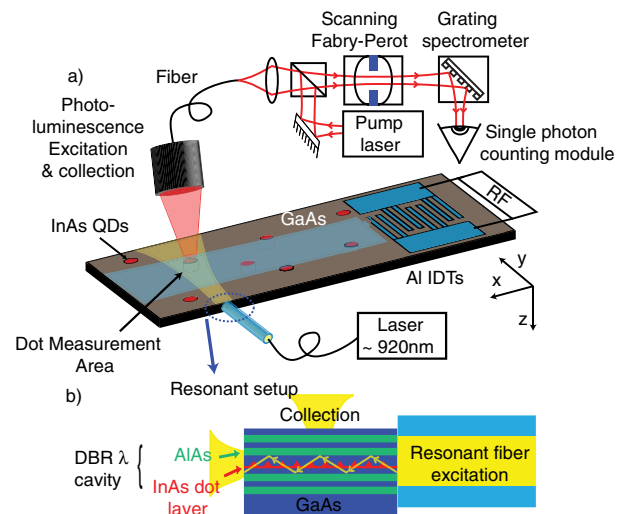 Scanning
Fabry-Perot
Grating
spectrometer
a)
Fiber
Photo-
luminescence
Excitation
& collection
Pump
laser
Single photon
counting module
InAs QDs
GaAs
RF
Al IDTs
y
x
z
Dot Measurement
Area
Laser
~ 920nm
Resonant setup
b)
Collection
DBR λ
cavity
AlAs
InAs dot
layer
GaAs
Resonant fiber
excitation